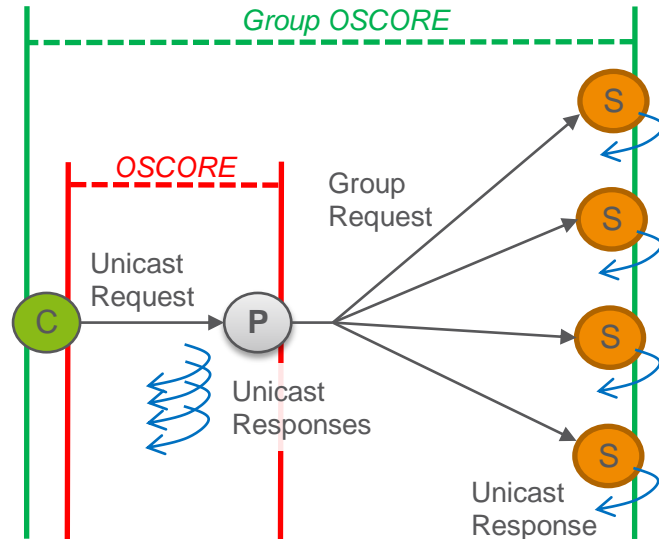 Group OSCORE
S
OSCORE
Group
Request
S
Unicast
Request
C
P
S
Unicast
Responses
S
Unicast
Response